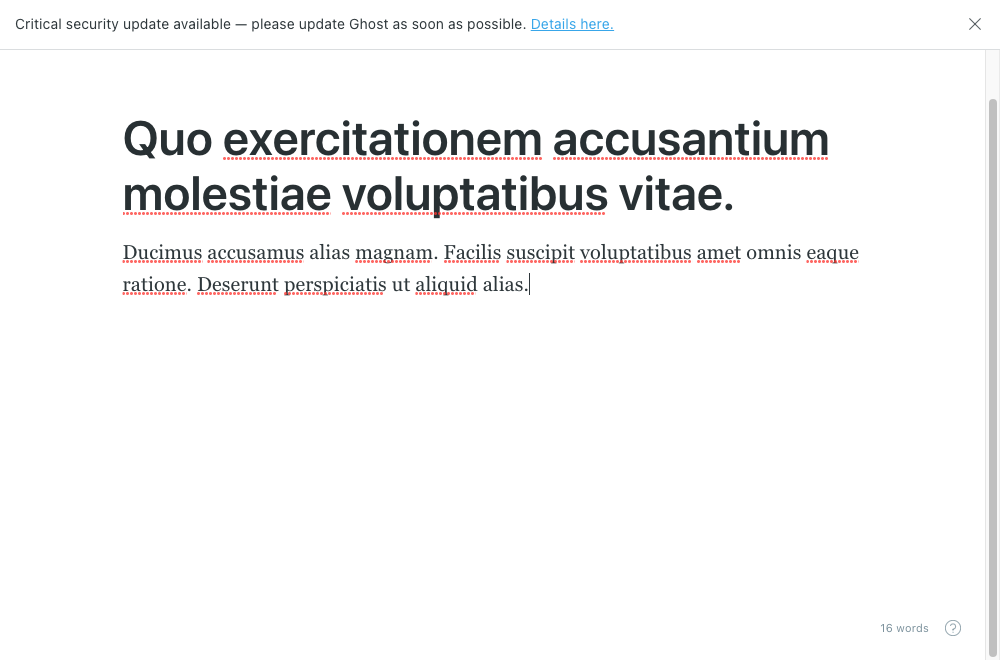 Critical security update available — please update Ghost as soon as possible. Details here.
Quo exercitationem accusantium
molestiae voluptatibus vitae.
Ducimus accusamus alias magnam. Facilis suscipit voluptatibus amet omnis eaque
ratione. Deserunt perspiciatis ut aliquid alias.
16 words ?